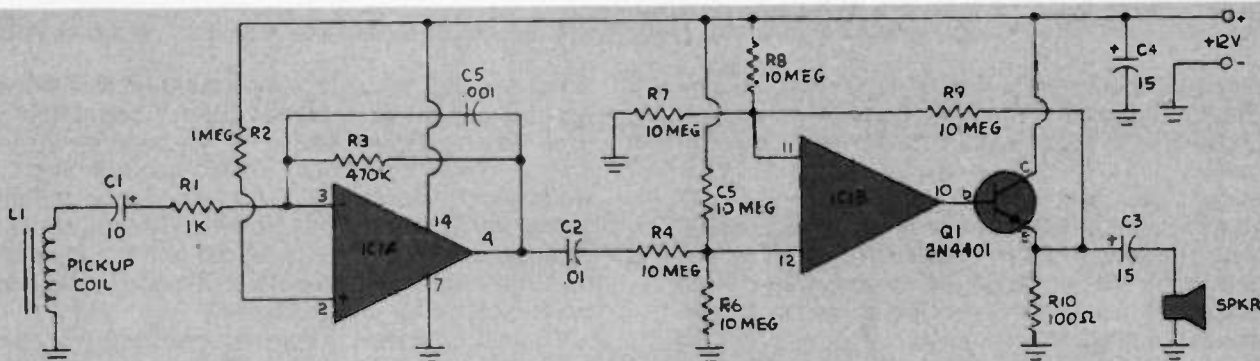 L1
PICKUP
COIL
C1
+
10
R1
1K
1 MEG
R2
C5
.001
R3
470K
3
-
2
+
IC1A
14
4
7
C2
.01
R4
10 MEG
C5
10 MEG
R6
10 MEG
R7
10 MEG
R8
10 MEG
R9
10 MEG
11
12
IC1B
10
b
C
E
Q1
2N4401
R10
100Ω
+
C3
15
SPKR
+
C4
15
+
+12V
-